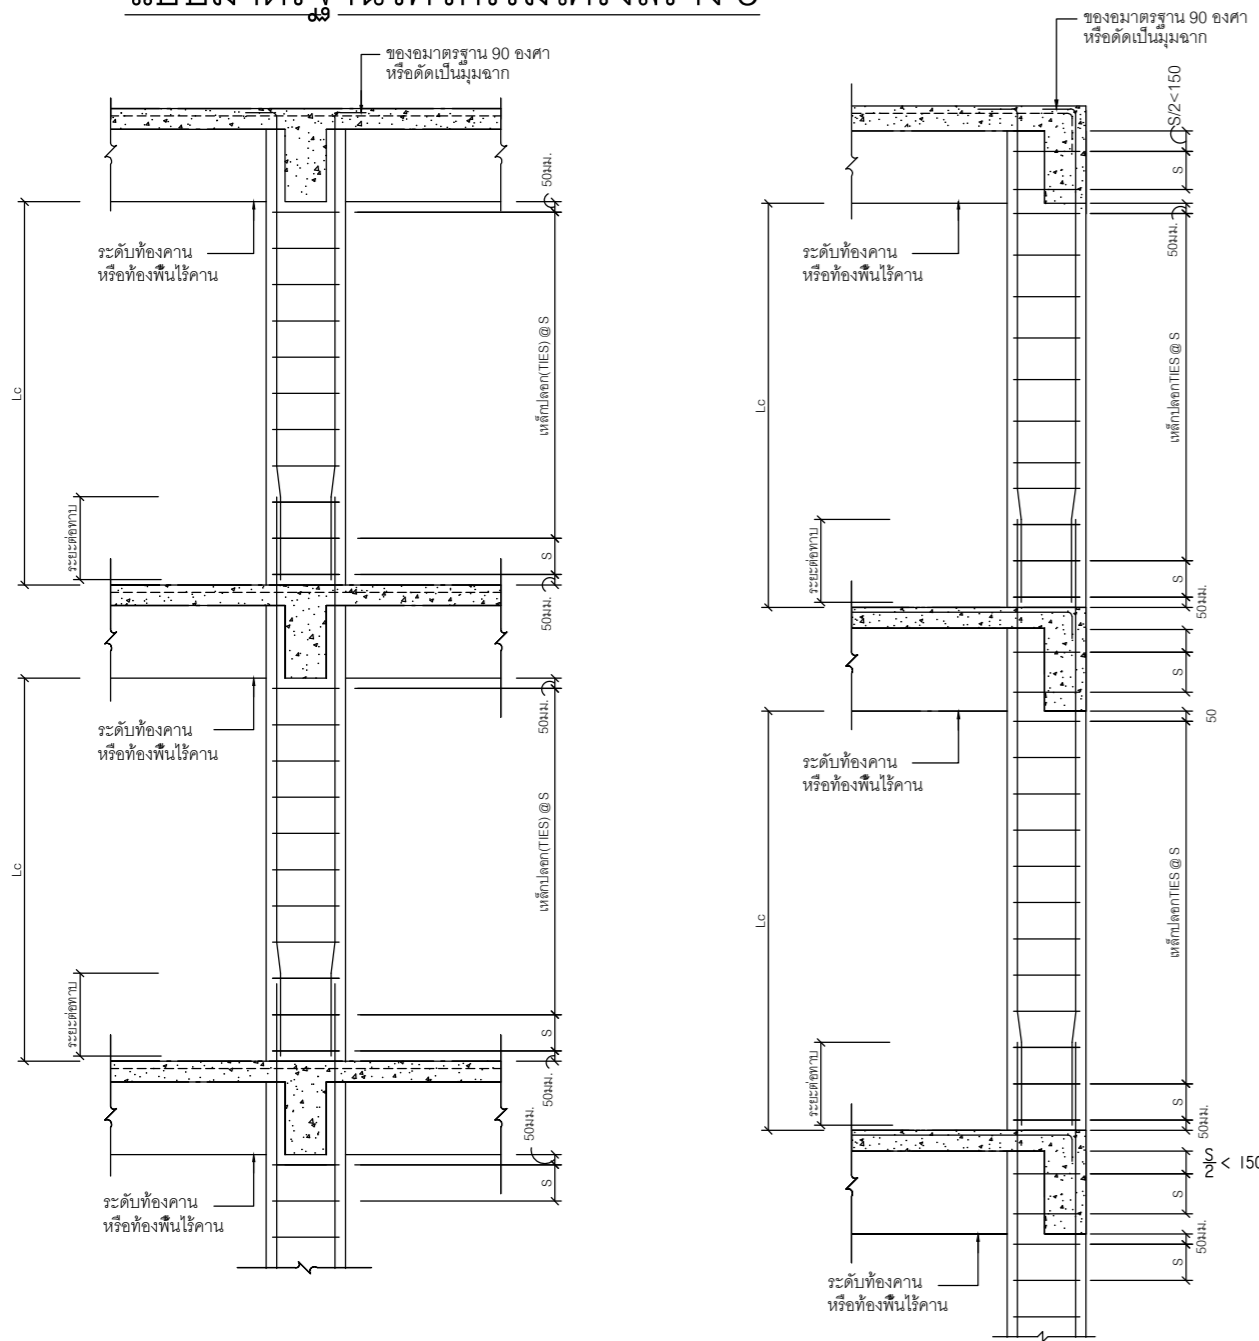 ของอมาตรฐาน 90 องศา
หรือดัดเป็นมุมฉาก
50มม.
ระดับท้องคาน
หรือท้องพื้นไร้คาน
Lc
เหล็กปลอก(TIES) @ S
ระยะต่อทาบ
S
50มม.
50มม.
ระดับท้องคาน
หรือท้องพื้นไร้คาน
Lc
เหล็กปลอก(TIES) @ S
ระยะต่อทาบ
S
50มม.
50มม.
S
ระดับท้องคาน
หรือท้องพื้นไร้คาน
ของอมาตรฐาน 90 องศา
หรือดัดเป็นมุมฉาก
S/2<150
S
50มม.
ระดับท้องคาน
หรือท้องพื้นไร้คาน
Lc
เหล็กปลอกTIES @ S
ระยะต่อทาบ
S
50มม.
S
50
ระดับท้องคาน
หรือท้องพื้นไร้คาน
Lc
เหล็กปลอกTIES @ S
ระยะต่อทาบ
S
50มม.
S/2 < 150
S
50มม.
S
ระดับท้องคาน
หรือท้องพื้นไร้คาน